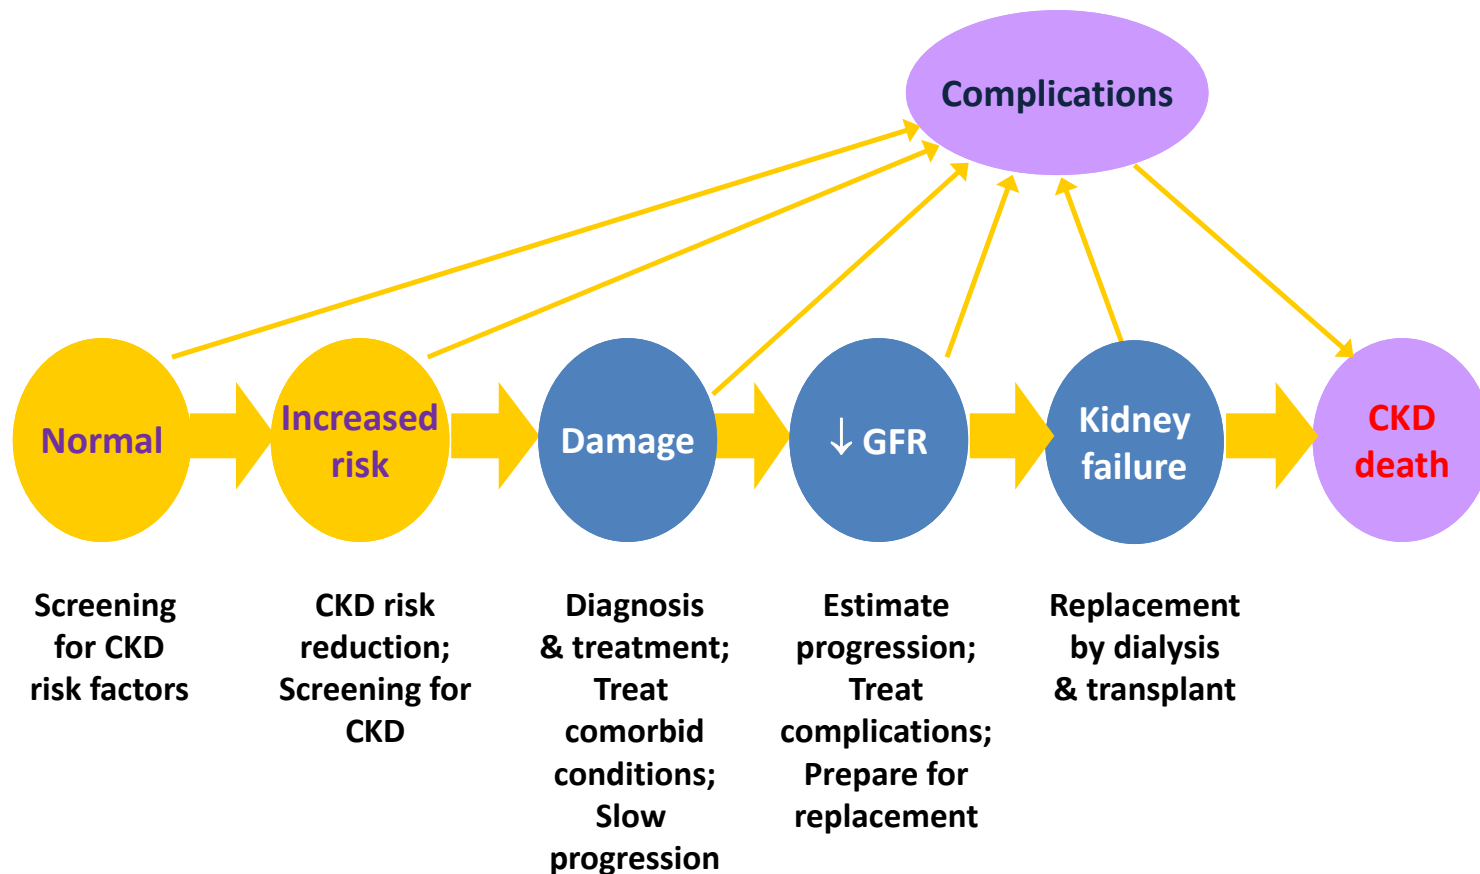 Complications
Normal
Increased
risk
Damage
↓ GFR
Kidney
failure
CKD
death
Screening
for CKD
risk factors
CKD risk
reduction;
Screening for
CKD
Diagnosis
& treatment;
Treat
comorbid
conditions;
Slow
progression
Estimate
progression;
Treat
complications;
Prepare for
replacement
Replacement
by dialysis
& transplant